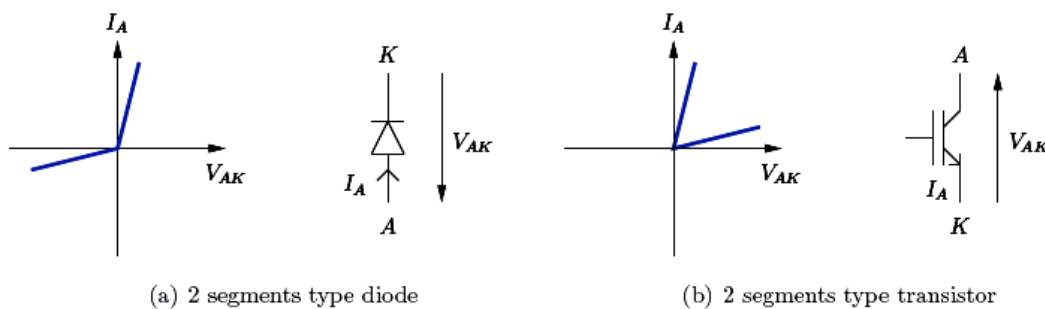 I_A
V_AK
K
I_A
A
V_AK
(a) 2 segments type diode
I_A
V_AK
A
I_A
K
V_AK
(b) 2 segments type transistor